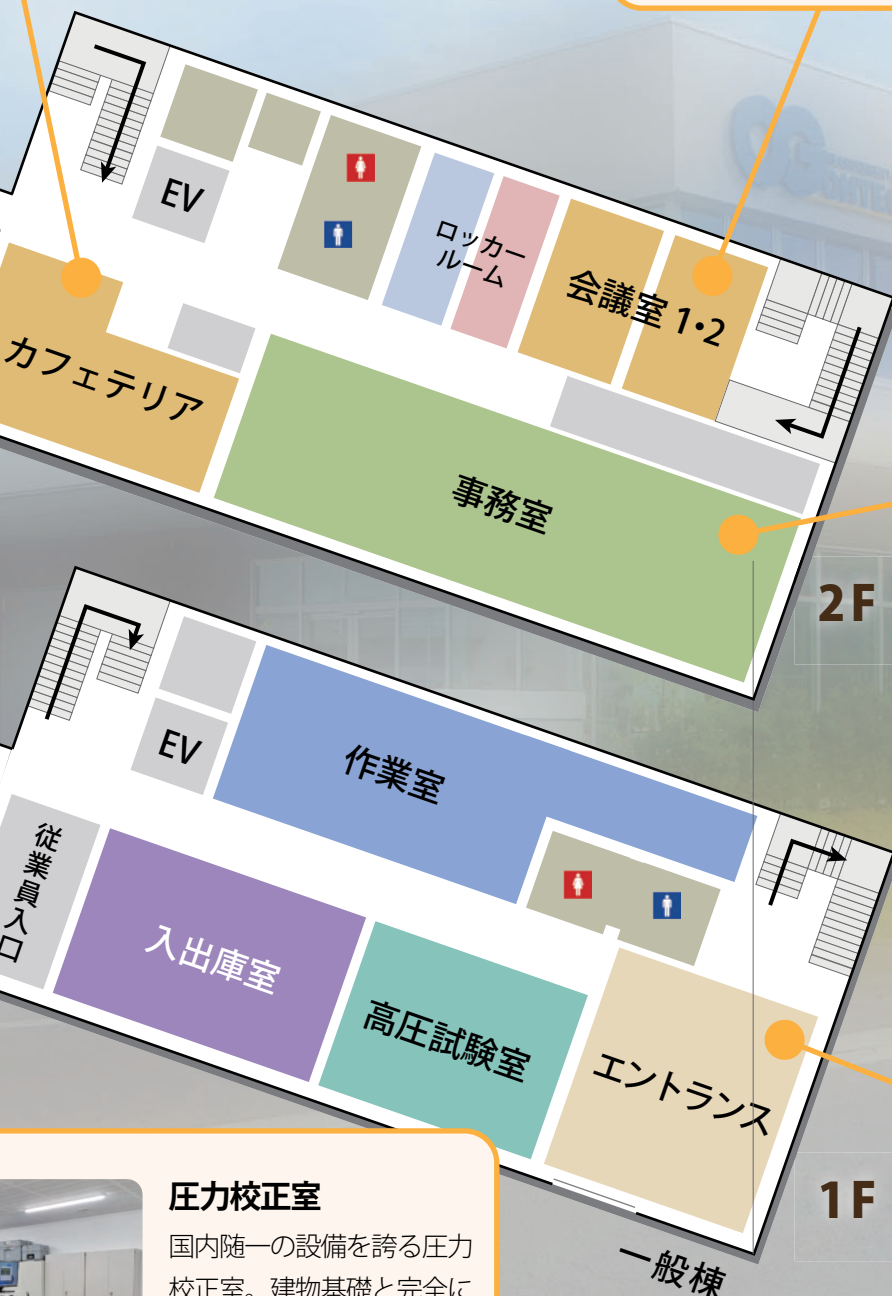 EV
ロッカー
ルーム
会議室 1・2
カフェテリア
事務室
2F
EV
作業室
従業員入口
入出庫室
高圧試験室
エントランス
1F
一般棟
圧力校正室
国内随一の設備を誇る圧力
校正室。建物基礎と完全に